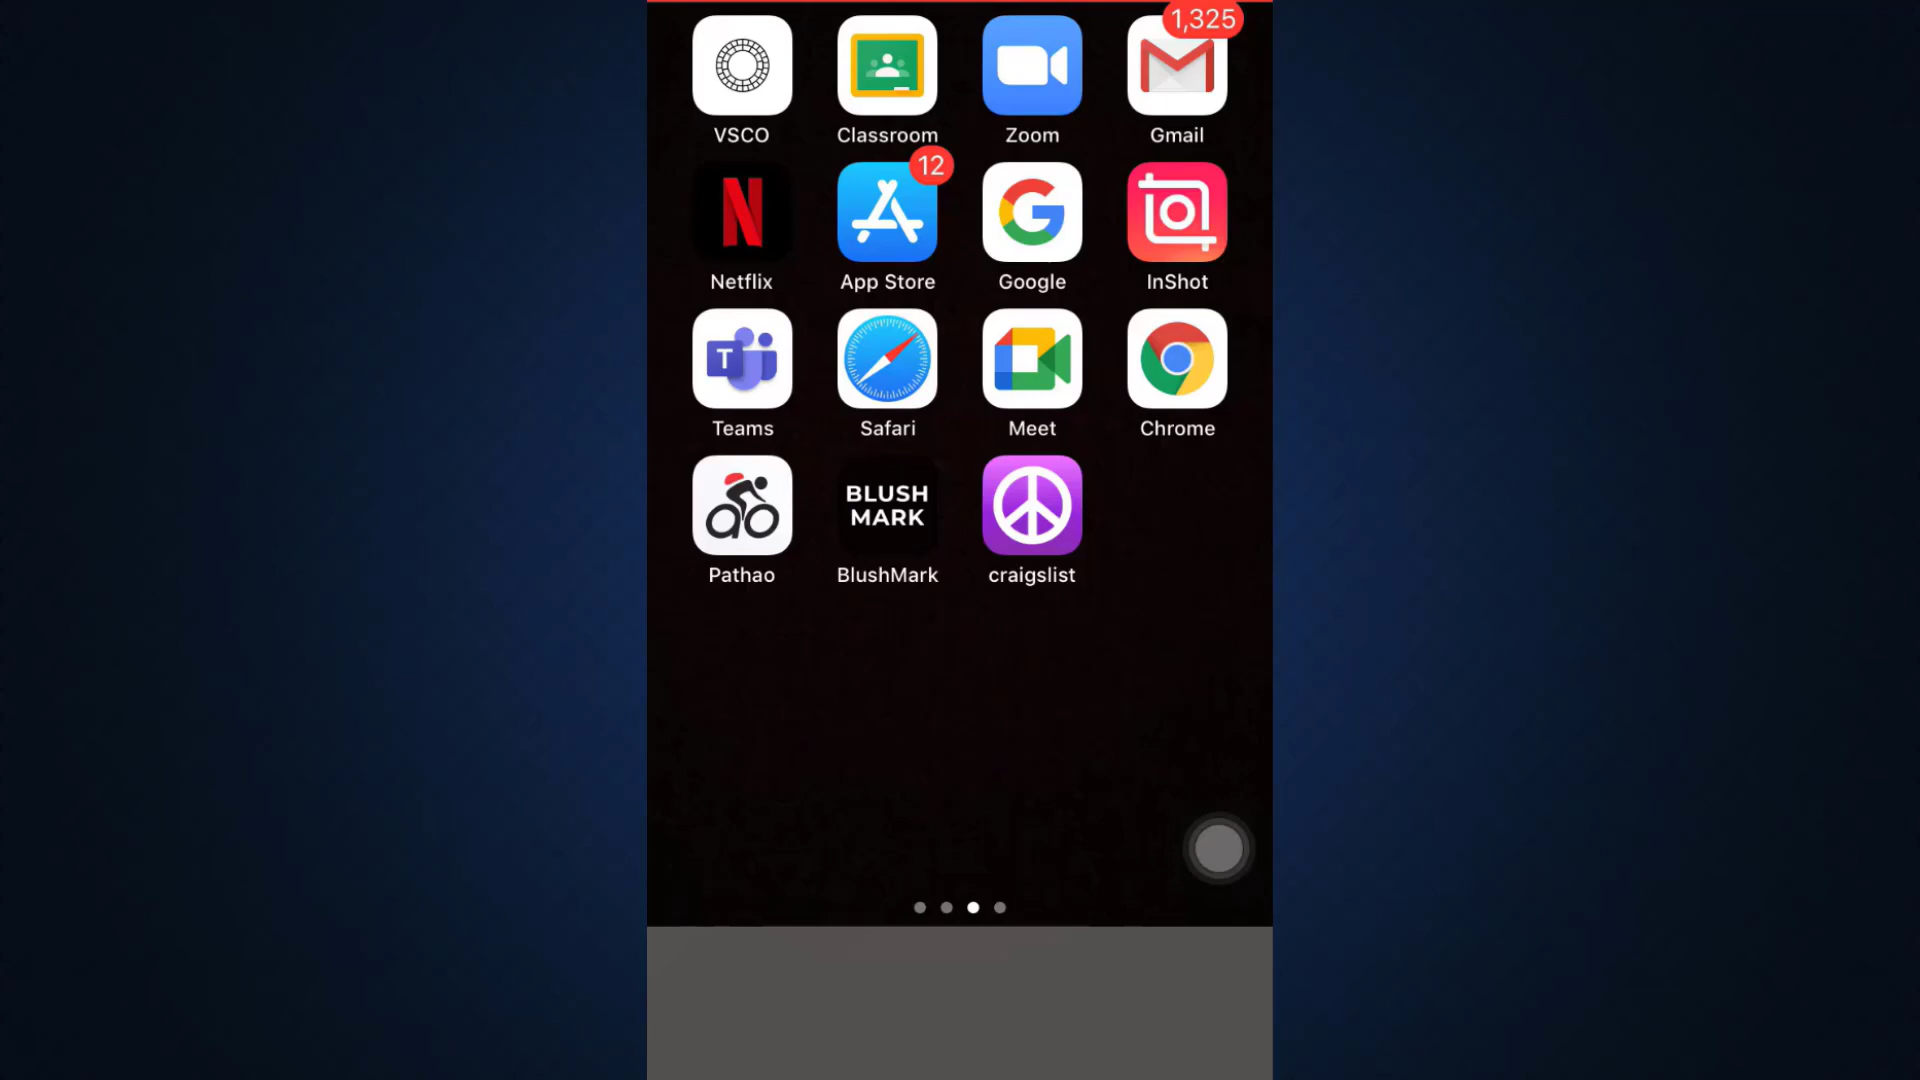 1,325
VSCO Classroom Zoom Gmail
12
Netflix App Store Google InShot
T
Teams Safari Meet Chrome
BLUSH
MARK
Pathao BlushMark craigslist